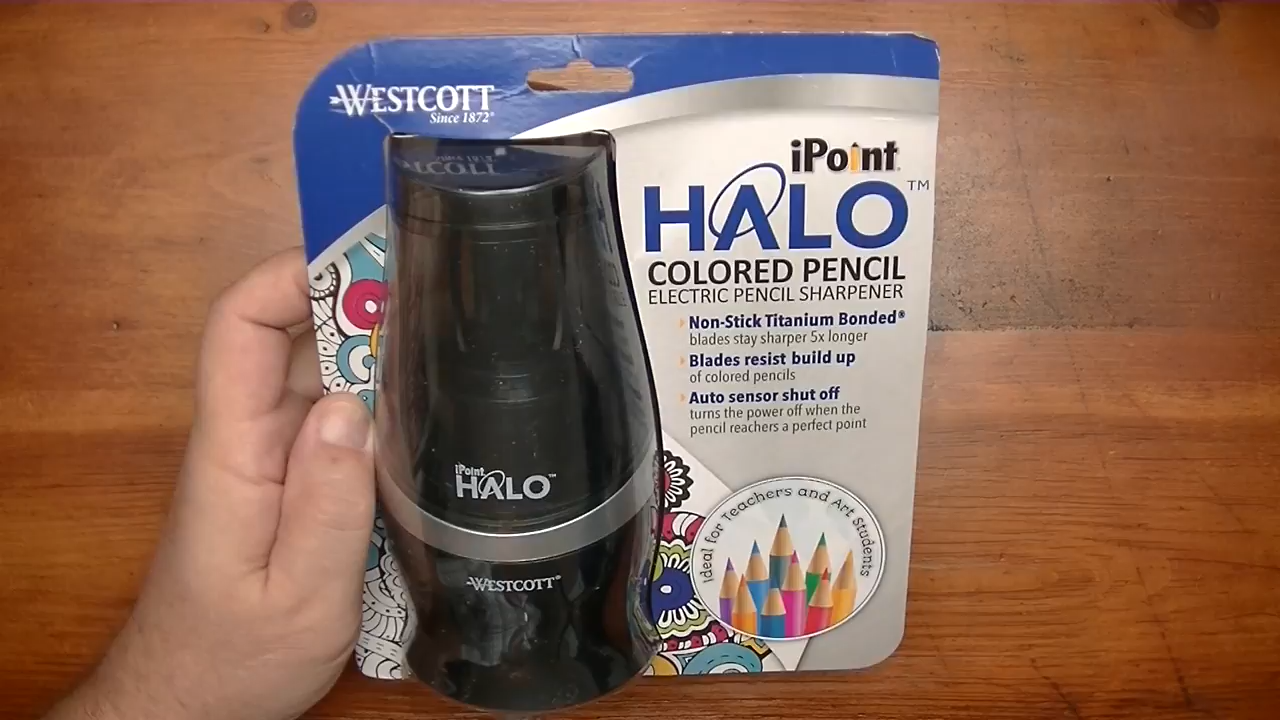 WESTCOTT
Since 1872®
iPoint®
HALO™
COLORED PENCIL
ELECTRIC PENCIL SHARPENER
Non-Stick Titanium Bonded®
blades stay sharper 5x longer
Blades resist build up
of colored pencils
Auto sensor shut off
turns the power off when the
pencil reachers a perfect point
Ideal for Teachers and Art Students
iPoint
HALO™
WESTCOTT®